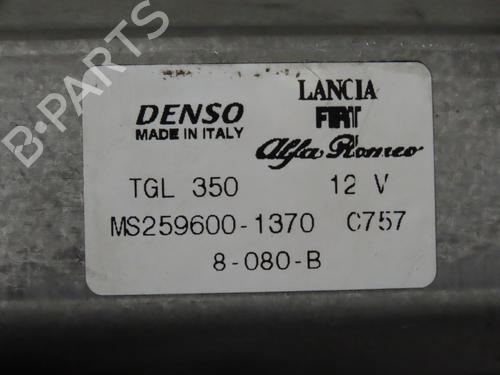 DENSO
MADE IN ITALY
LANCIA
FIAT
Alfa Romeo
TGL 350 12 V
MS259600-1370 C757
8-080-B
B-PARTS